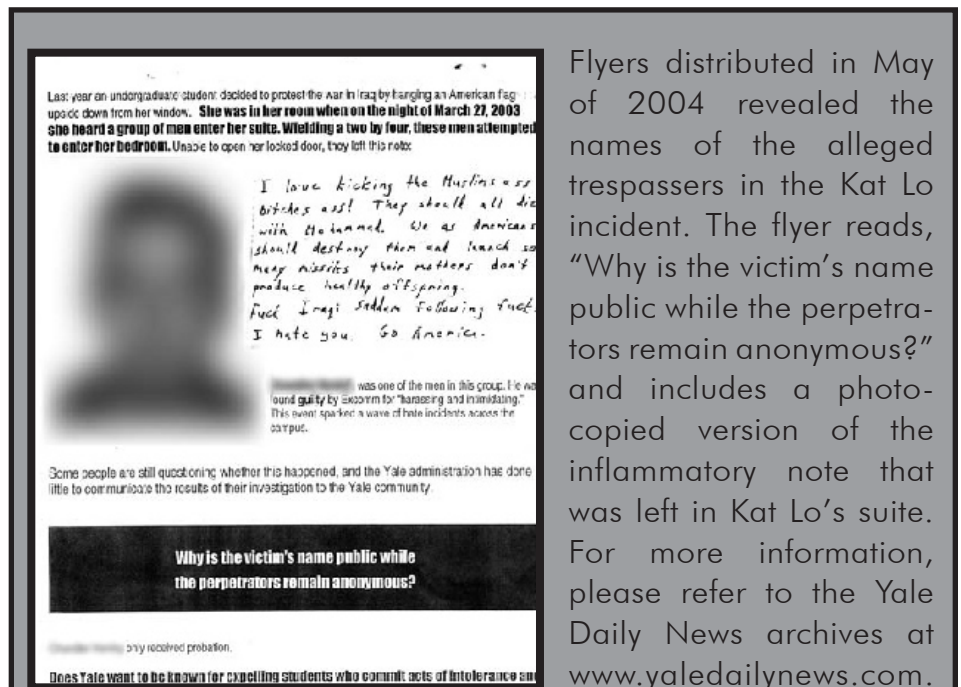 Last year an undergraduate student decided to protest the war in Iraq by hanging an American flag
upside down from her window. She was in her room when on the night of March 27, 2003
she heard a group of men enter her suite. Wielding a two by four, these men attempted
to enter her bedroom. Unable to open her locked door, they left this note:
I love kicking the Muslims ass
bitches ass! They should all die
with Mohammad. We as Americans
should destroy them and launch so
many missiles their mothers don't
produce healthy offspring.
Fuck Iraqi Saddam following fuck.
I hate you. Go America.
was one of the men in this group. He wa
ound guilty by Excomm for "harassing and intimidating."
This event sparked a wave of hate incidents across the
campus.
Some people are still questioning whether this happened, and the Yale administration has done
little to communicate the results of their investigation to the Yale community.
Why is the victim's name public while
the perpetrators remain anonymous?
only received probation.
Does Yale want to be known for expelling students who commit acts of intolerance and
Flyers distributed in May
of 2004 revealed the
names of the alleged
trespassers in the Kat Lo
incident. The flyer reads,
“Why is the victim’s name
public while the perpetra-
tors remain anonymous?”
and includes a photo-
copied version of the
inflammatory note that
was left in Kat Lo’s suite.
For more information,
please refer to the Yale
Daily News archives at
www.yaledailynews.com.